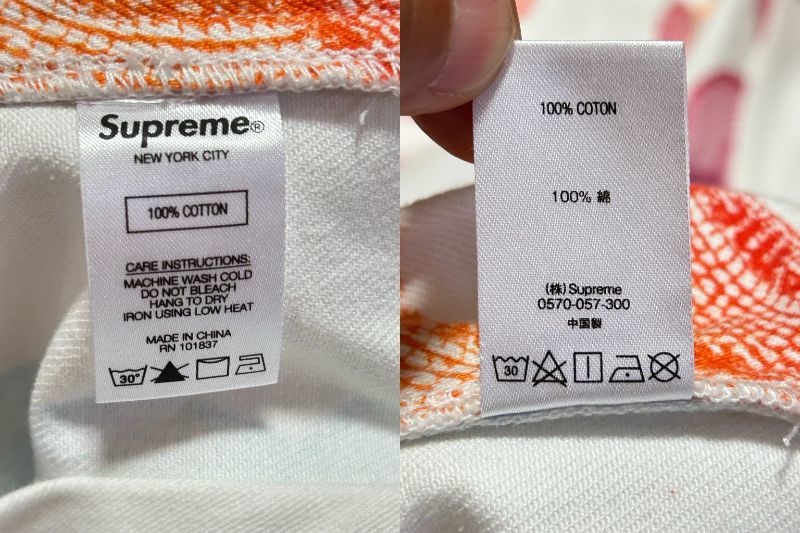 Supreme®
NEW YORK CITY
100% COTTON
CARE INSTRUCTIONS:
MACHINE WASH COLD
DO NOT BLEACH
HANG TO DRY
IRON USING LOW HEAT
MADE IN CHINA
RN 101837
30°
100% COTON
100% 綿
(株) Supreme
0570-057-300
中国製
30